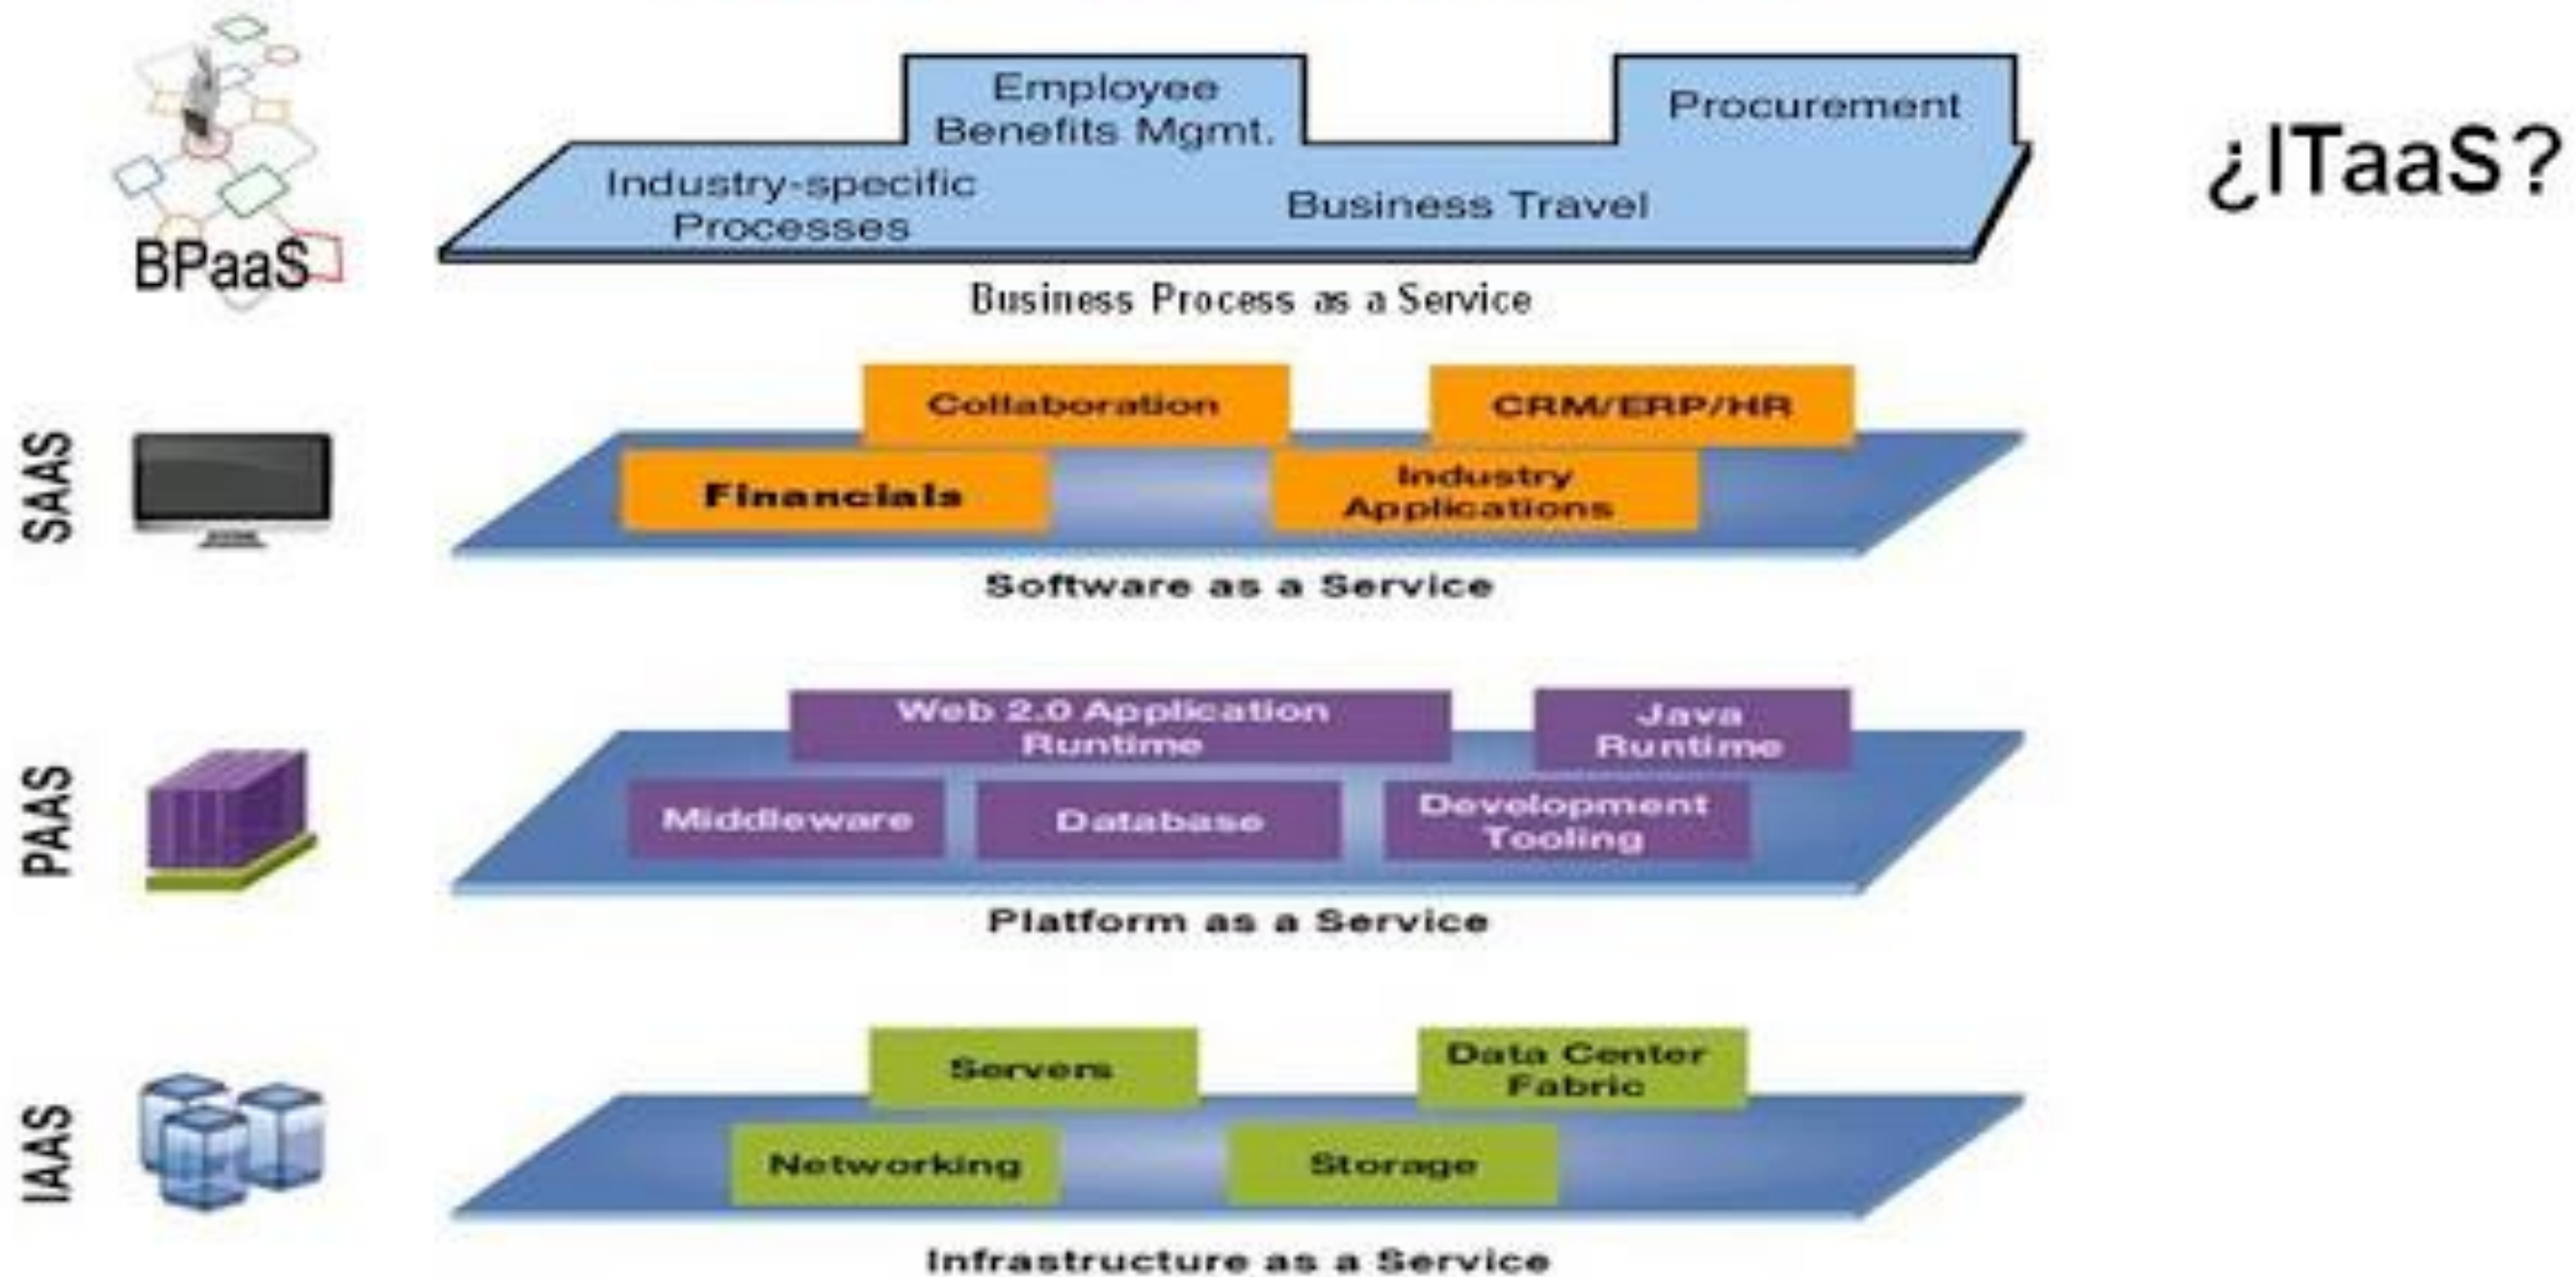 Employee
Benefits Mgmt.
Procurement
Industry-specific
Processes
Business Travel
BPaaS
Business Process as a Service
¿ITaaS?
SAAS
Collaboration
CRM/ERP/HR
Financials
Industry
Applications
Software as a Service
PAAS
Web 2.0 Application
Runtime
Java
Runtime
Middleware
Database
Development
Tooling
Platform as a Service
IAAS
Servers
Data Center
Fabric
Networking
Storage
Infrastructure as a Service